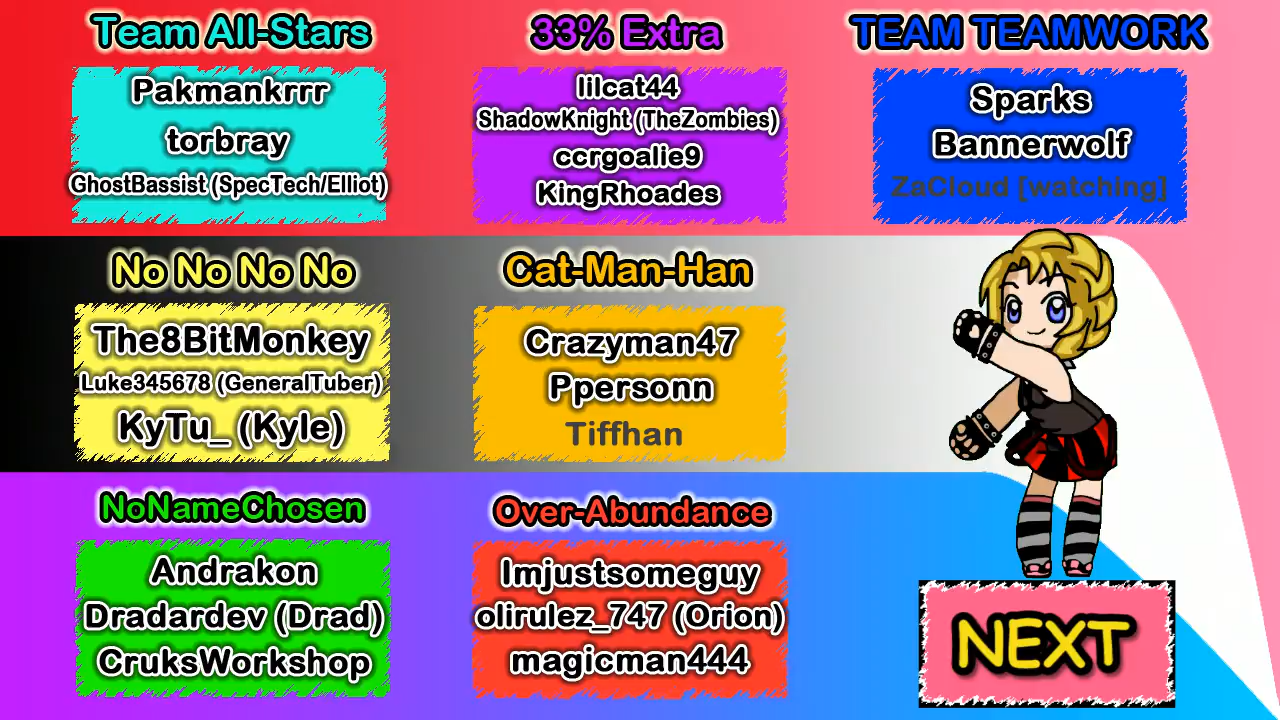 Team All-Stars
Pakmankrrr
torbray
GhostBassist (SpecTech/Elliot)
33% Extra
lilcat44
ShadowKnight (TheZombies)
ccrgoalie9
KingRhoades
TEAM TEAMWORK
Sparks
Bannerwolf
ZaCloud [watching]
No No No No
The8BitMonkey
Luke345678 (GeneralTuber)
KyTu_ (Kyle)
Cat-Man-Han
Crazyman47
Ppersonn
Tiffhan
NoNameChosen
Andrakon
Dradardev (Drad)
CruksWorkshop
Over-Abundance
Imjustsomeguy
olirulez_747 (Orion)
magicman444
NEXT